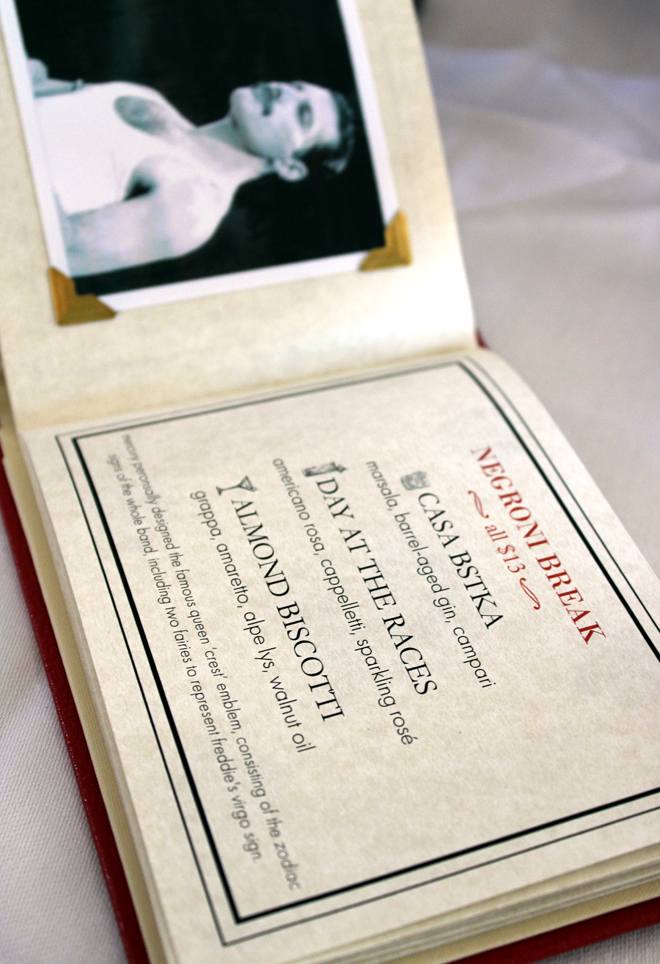 NEGRONI BREAK
all $13
CASA BSTKA
marsala, barrel-aged gin, campari
DAY AT THE RACES
americano rosa, cappelletti, sparkling rosé
ALMOND BISCOTTI
grappa, amaretto, alpe lys, walnut oil
mercury personally designed the famous queen 'crest' emblem, consisting of the zodiac
signs of the whole band, including two fairies to represent freddie's virgo sign.